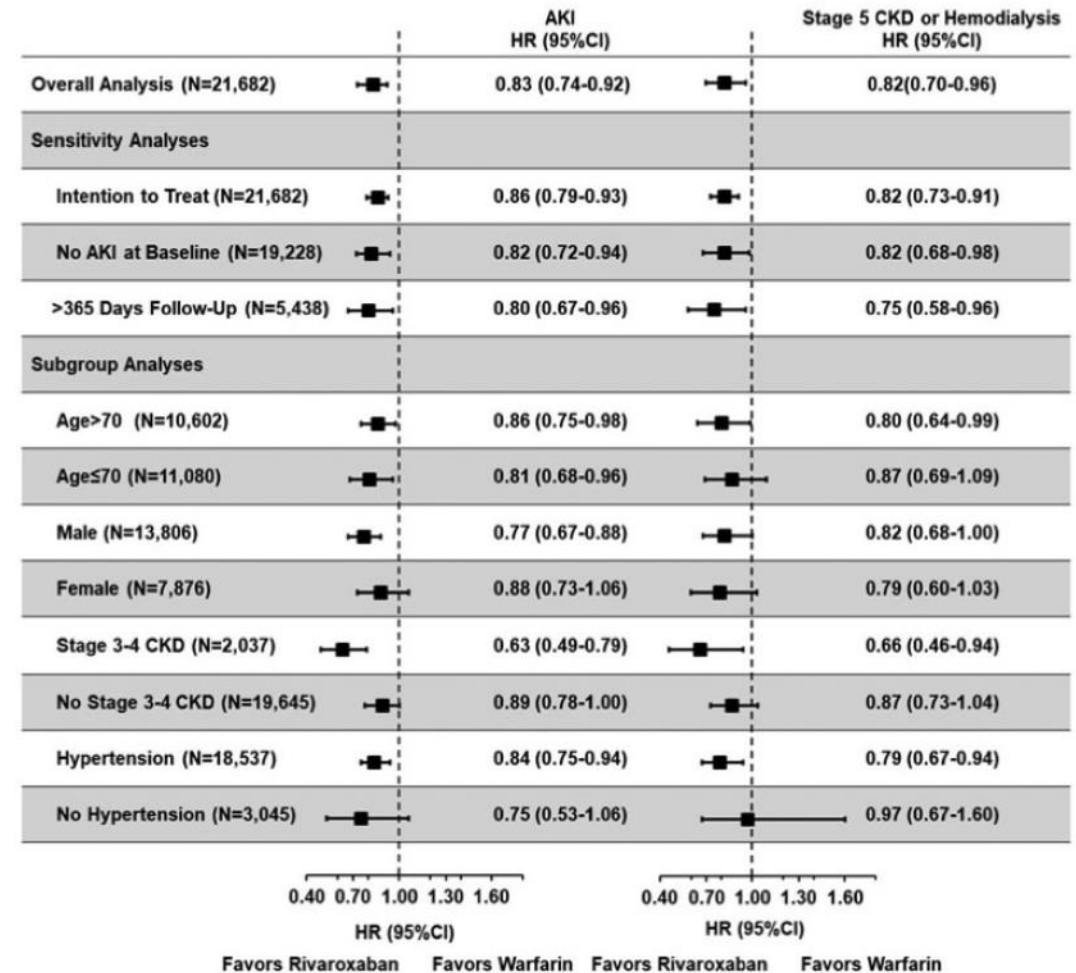 AKI Stage 5 CKD or Hemodialysis
HR (95%CI) HR (95%CI)
Overall Analysis (N=21,682) 0.83 (0.74-0.92) 0.82(0.70-0.96)
Sensitivity Analyses
Intention to Treat (N=21,682) 0.86 (0.79-0.93) 0.82 (0.73-0.91)
No AKI at Baseline (N=19,228) 0.82 (0.72-0.94) 0.82 (0.68-0.98)
>365 Days Follow-Up (N=5,438) 0.80 (0.67-0.96) 0.75 (0.58-0.96)
Subgroup Analyses
Age>70 (N=10,602) 0.86 (0.75-0.98) 0.80 (0.64-0.99)
Age≤70 (N=11,080) 0.81 (0.68-0.96) 0.87 (0.69-1.09)
Male (N=13,806) 0.77 (0.67-0.88) 0.82 (0.68-1.00)
Female (N=7,876) 0.88 (0.73-1.06) 0.79 (0.60-1.03)
Stage 3-4 CKD (N=2,037) 0.63 (0.49-0.79) 0.66 (0.46-0.94)
No Stage 3-4 CKD (N=19,645) 0.89 (0.78-1.00) 0.87 (0.73-1.04)
Hypertension (N=18,537) 0.84 (0.75-0.94) 0.79 (0.67-0.94)
No Hypertension (N=3,045) 0.75 (0.53-1.06) 0.97 (0.67-1.60)
0.40 0.70 1.00 1.30 1.60 0.40 0.70 1.00 1.30 1.60
HR (95%CI) HR (95%CI)
Favors Rivaroxaban Favors Warfarin Favors Rivaroxaban Favors Warfarin